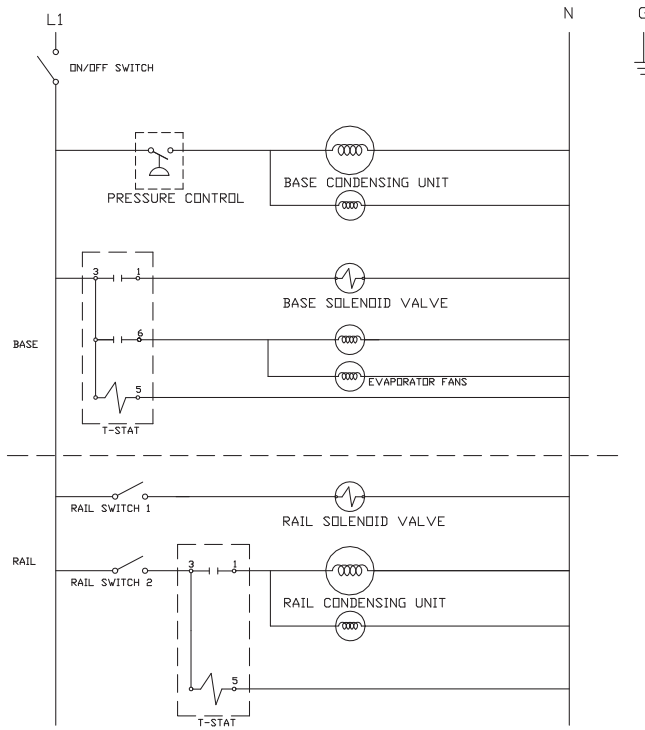 L1
N
G
ON/OFF SWITCH
BASE CONDENSING UNIT
PRESSURE CONTROL
3 1
BASE SOLENOID VALVE
6
BASE
EVAPORATOR FANS
5
T-STAT
RAIL SWITCH 1
RAIL SOLENOID VALVE
RAIL
3 1
RAIL SWITCH 2
RAIL CONDENSING UNIT
5
T-STAT